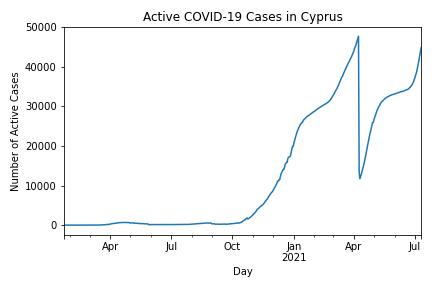 Active COVID-19 Cases in Cyprus
50000
40000
30000
20000
10000
0
Number of Active Cases
Apr Jul Oct Jan Apr Jul
2021
Day